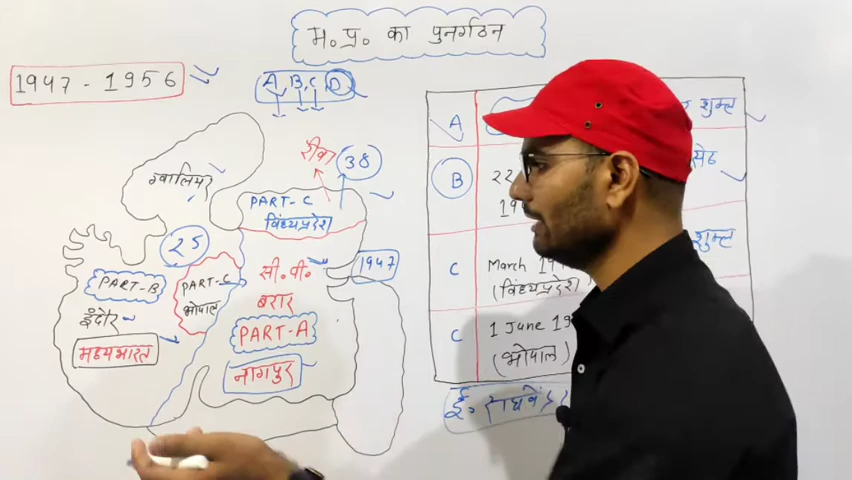 म. प्र. का पुनर्गठन
1947 - 1956
A, B, C D
रीवा 38
ग्वालियर
PART-C
विंध्यप्रदेश
25
PART-B
PART-C
भोपाल
सी. वी.
1947
बरार
इंदौर
PART-A
मध्यभारत
नागपुर
A शुक्ल
B 22
19
C March 19 शुक्ल
(विंध्यप्रदेश)
C 1 June 19
(भोपाल)
ई.